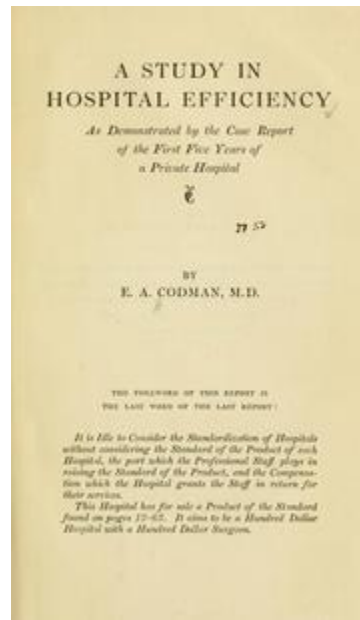 A STUDY IN
HOSPITAL EFFICIENCY
As Demonstrated by the Case Report
of the First Five Years of
a Private Hospital
BY
E. A. CODMAN, M.D.
THE FOREWORD OF THIS REPORT IS
THE LAST WORD OF THE LAST REPORT:
It is Idle to Consider the Standardization of Hospitals
without considering the Standard of the Product of each
Hospital, the part which the Professional Staff plays in
raising the Standard of the Product, and the Compensa-
tion which the Hospital grants the Staff in return for
their services.
This Hospital has for sale a Product of the Standard
found on pages 12-62. It aims to be a Hundred Dollar
Hospital with a Hundred Dollar Surgeon.